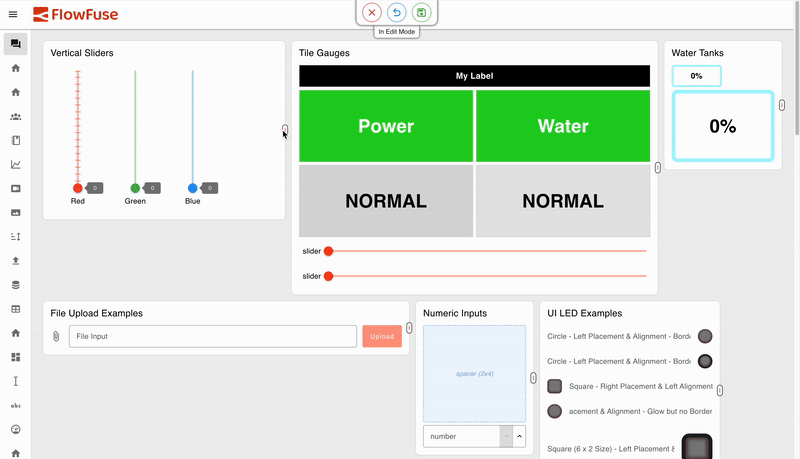 FlowFuse
In Edit Mode
Vertical Sliders
0
0
0
Red
Green
Blue
Tile Gauges
My Label
Power
Water
NORMAL
NORMAL
slider
slider
Water Tanks
0%
0%
File Upload Examples
File Input
Upload
Numeric Inputs
spacer (2x4)
number
UI LED Examples
Circle - Left Placement & Alignment - Borde
Circle - Left Placement & Alignment - Borde
Square - Right Placement & Left Alignment
acement & Alignment - Glow but no Border
Square (6 x 2 Size) - Left Placement &
abc